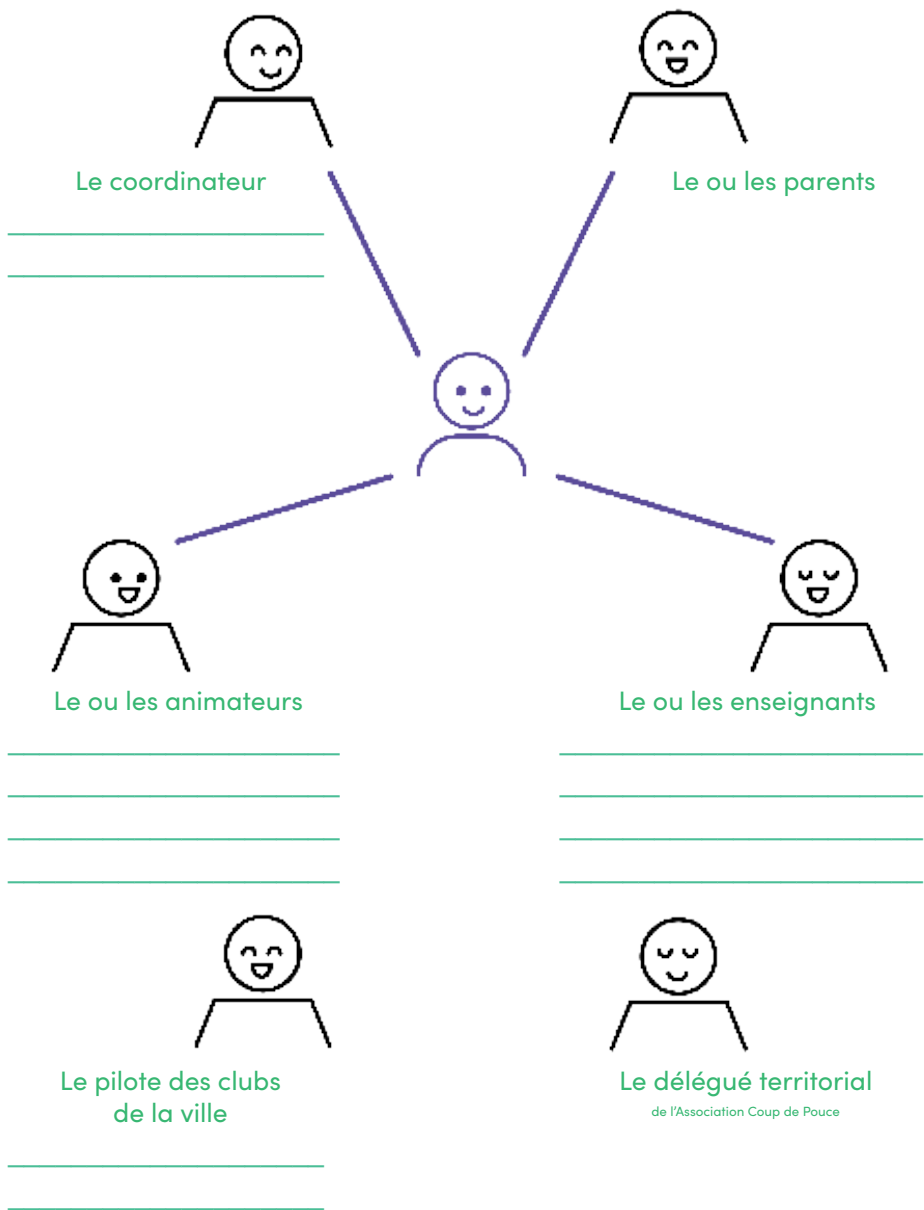 Le coordinateur
Le ou les parents
Le ou les animateurs
Le ou les enseignants
Le pilote des clubs
de la ville
Le délégué territorial
de l'Association Coup de Pouce